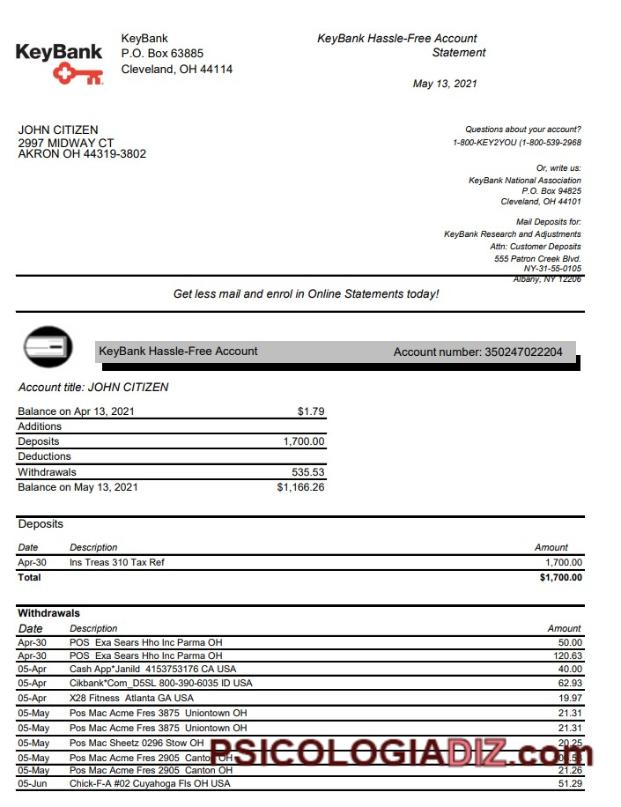 KeyBank
KeyBank
P.O. Box 63885
Cleveland, OH 44114
KeyBank Hassle-Free Account
Statement
May 13, 2021
JOHN CITIZEN
2997 MIDWAY CT
AKRON OH 44319-3802
Questions about your account?
1-800-KEY2YOU (1-800-539-2968
Or, write us:
KeyBank National Association
P.O. Box 94825
Cleveland, OH 44101
Mail Deposits for:
KeyBank Research and Adjustments
Attn: Customer Deposits
555 Patron Creek Blvd.
NY-31-55-0105
Albany, NY 12206
Get less mail and enrol in Online Statements today!
KeyBank Hassle-Free Account Account number: 350247022204
Account title: JOHN CITIZEN
Balance on Apr 13, 2021 $1.79
Additions
Deposits 1,700.00
Deductions
Withdrawals 535.53
Balance on May 13, 2021 $1,166.26
Deposits
Date Description Amount
Apr-30 Ins Treas 310 Tax Ref 1,700.00
Total $1,700.00
Withdrawals
Date Description Amount
Apr-30 POS Exa Sears Hho Inc Parma OH 50.00
Apr-30 POS Exa Sears Hho Inc Parma OH 120.63
05-Apr Cash App*Janild 4153753176 CA USA 40.00
05-Apr Cikbank*Com_D5SL 800-390-6035 ID USA 62.93
05-Apr X28 Fitness Atlanta GA USA 19.97
05-May Pos Mac Acme Fres 3875 Uniontown OH 21.31
05-May Pos Mac Acme Fres 3875 Uniontown OH 21.31
05-May Pos Mac Sheetz 0296 Stow OH 20.25
05-May Pos Mac Acme Fres 2905 Canton OH
05-May Pos Mac Acme Fres 2905 Canton OH 21.26
05-Jun Chick-F-A #02 Cuyahoga Fls OH USA 51.29
PSICOLOGIADIZ.com